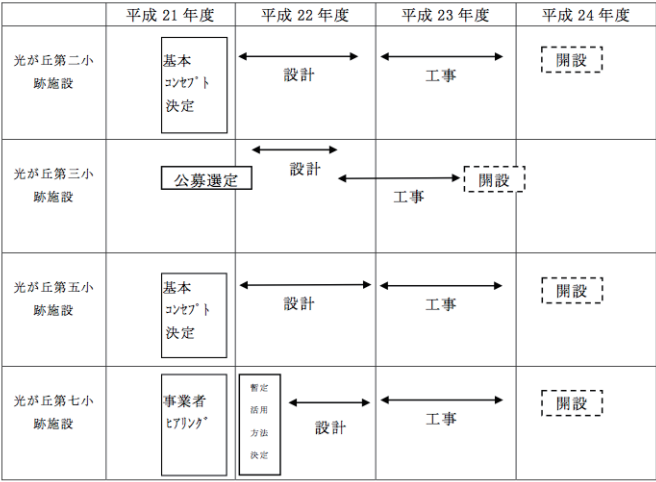 平成 21 年度 平成 22 年度 平成 23 年度 平成 24 年度
光が丘第二小
跡施設
基本
ｺﾝｾﾌﾟﾄ
決定
設計
工事
開設
光が丘第三小
跡施設
公募選定
設計
工事
開設
光が丘第五小
跡施設
基本
ｺﾝｾﾌﾟﾄ
決定
設計
工事
開設
光が丘第七小
跡施設
事業者
ﾋｱﾘﾝｸﾞ
暫定
活用
方法
決定
設計
工事
開設